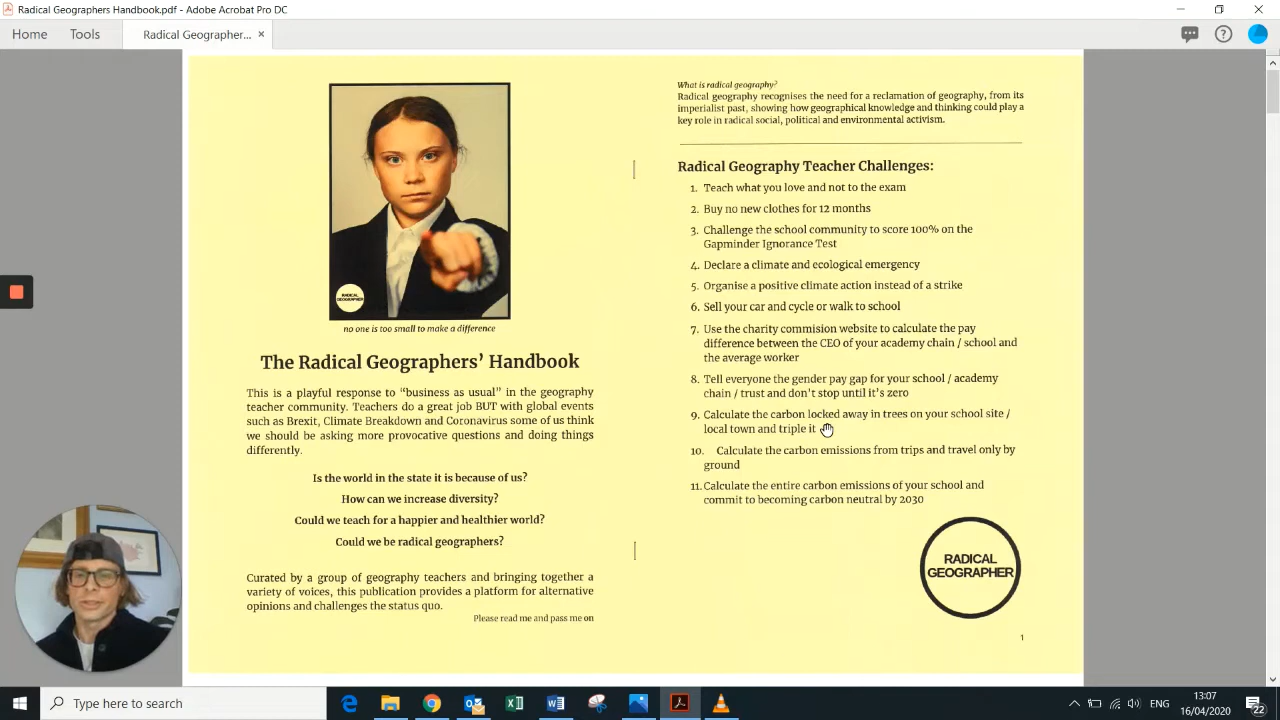 Radical Geographers Handbook.pdf - Adobe Acrobat Pro DC
Home
Tools
Radical Geographer...
RADICAL
GEOGRAPHER
no one is too small to make a difference
The Radical Geographers' Handbook
This is a playful response to “business as usual” in the geography
teacher community. Teachers do a great job BUT with global events
such as Brexit, Climate Breakdown and Coronavirus some of us think
we should be asking more provocative questions and doing things
differently.
Is the world in the state it is because of us?
How can we increase diversity?
Could we teach for a happier and healthier world?
Could we be radical geographers?
Curated by a group of geography teachers and bringing together a
variety of voices, this publication provides a platform for alternative
opinions and challenges the status quo.
Please read me and pass me on
What is radical geography?
Radical geography recognises the need for a reclamation of geography, from its
imperialist past, showing how geographical knowledge and thinking could play a
key role in radical social, political and environmental activism.
Radical Geography Teacher Challenges:
1. Teach what you love and not to the exam
2. Buy no new clothes for 12 months
3. Challenge the school community to score 100% on the
Gapminder Ignorance Test
4. Declare a climate and ecological emergency
5. Organise a positive climate action instead of a strike
6. Sell your car and cycle or walk to school
7. Use the charity commision website to calculate the pay
difference between the CEO of your academy chain / school and
the average worker
8. Tell everyone the gender pay gap for your school / academy
chain / trust and don't stop until it's zero
9. Calculate the carbon locked away in trees on your school site /
local town and triple it
10. Calculate the carbon emissions from trips and travel only by
ground
11. Calculate the entire carbon emissions of your school and
commit to becoming carbon neutral by 2030
RADICAL
GEOGRAPHER
1
Type here to search
ENG
13:07
16/04/2020
22